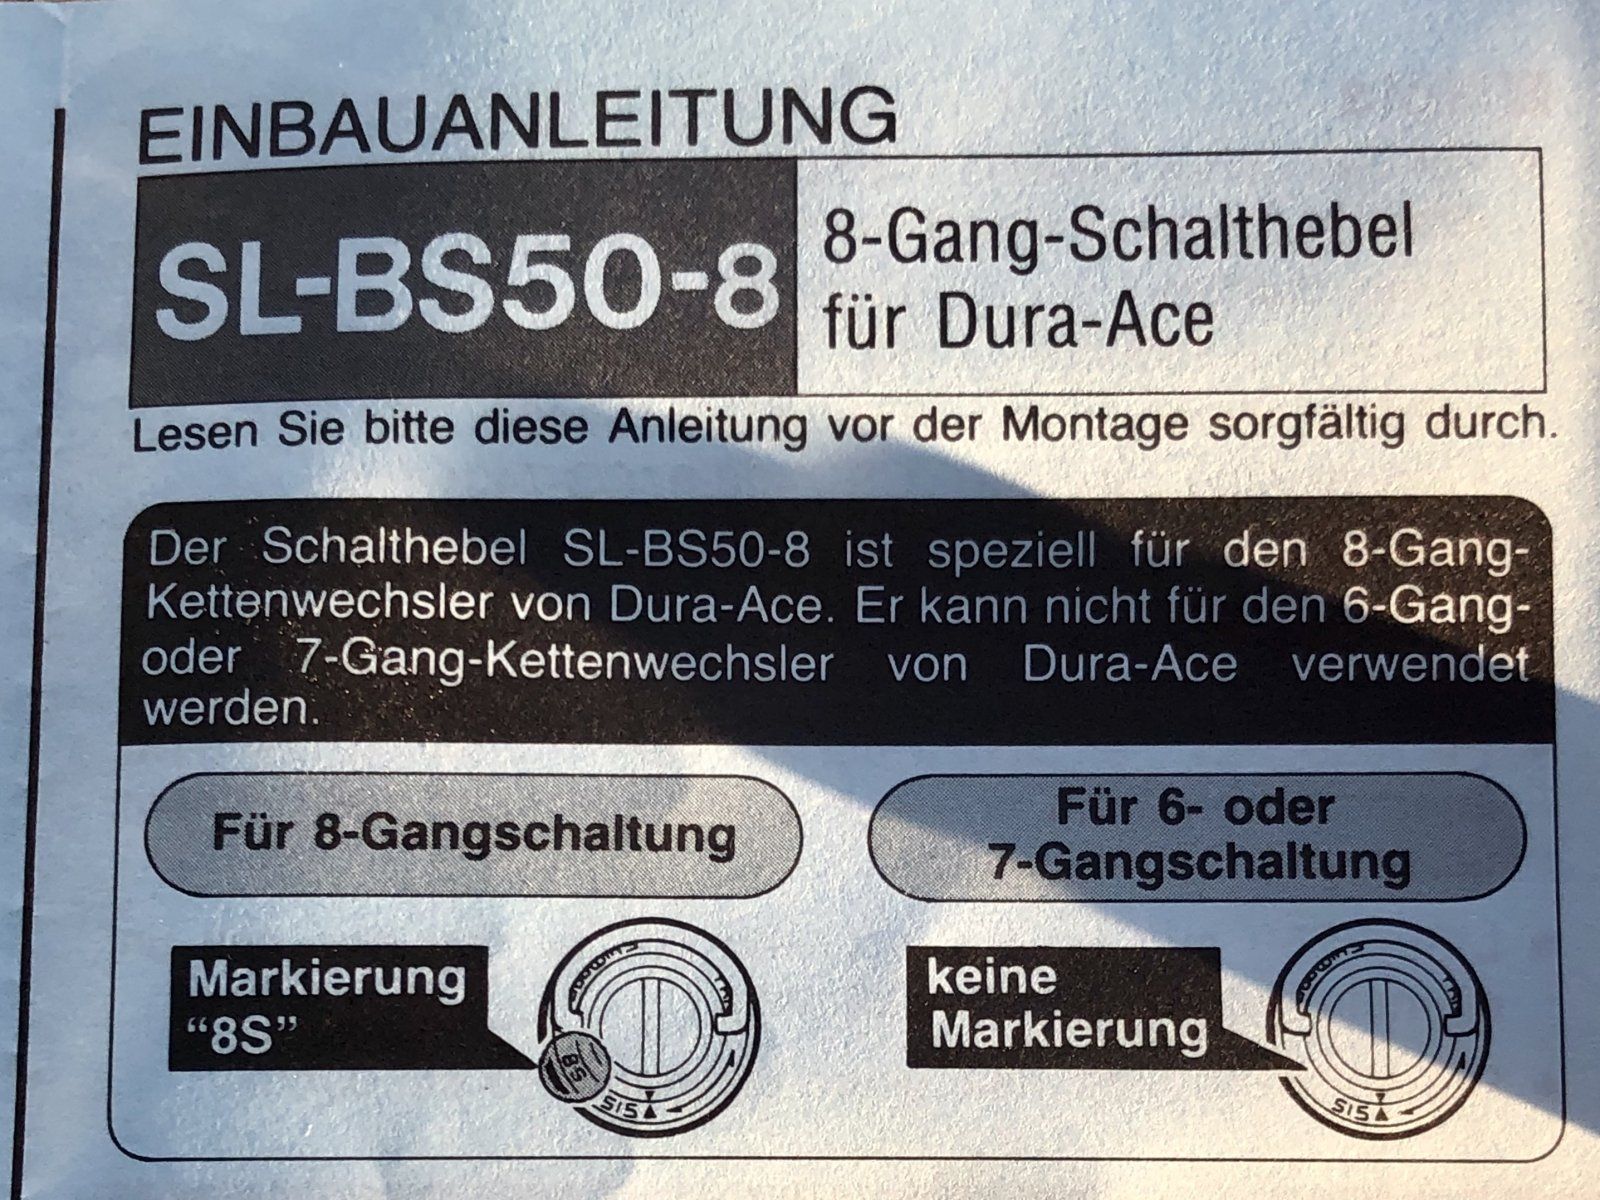 EINBAUANLEITUNG
SL-BS50-8
8-Gang-Schalthebel
für Dura-Ace
Lesen Sie bitte diese Anleitung vor der Montage sorgfältig durch.
Der Schalthebel SL-BS50-8 ist speziell für den 8-Gang-
Kettenwechsler von Dura-Ace. Er kann nicht für den 6-Gang-
oder 7-Gang-Kettenwechsler von Dura-Ace verwendet
werden.
Für 8-Gangschaltung
Markierung
“8S”
SHIMANO
8S
SIS
Für 6- oder
7-Gangschaltung
keine
Markierung
SHIMANO
SIS